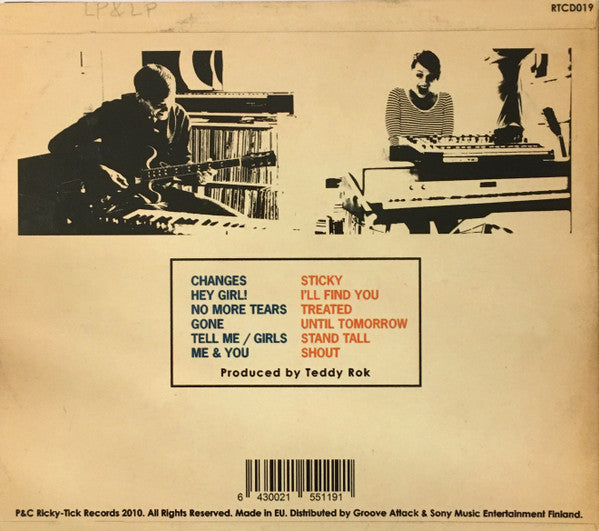 LP & LP
RTCD019
CHANGES
HEY GIRL!
NO MORE TEARS
GONE
TELL ME / GIRLS
ME & YOU
STICKY
I'LL FIND YOU
TREATED
UNTIL TOMORROW
STAND TALL
SHOUT
Produced by Teddy Rok
6 430021 551191
P&C Ricky-Tick Records 2010. All Rights Reserved. Made in EU. Distributed by Groove Attack & Sony Music Entertainment Finland.